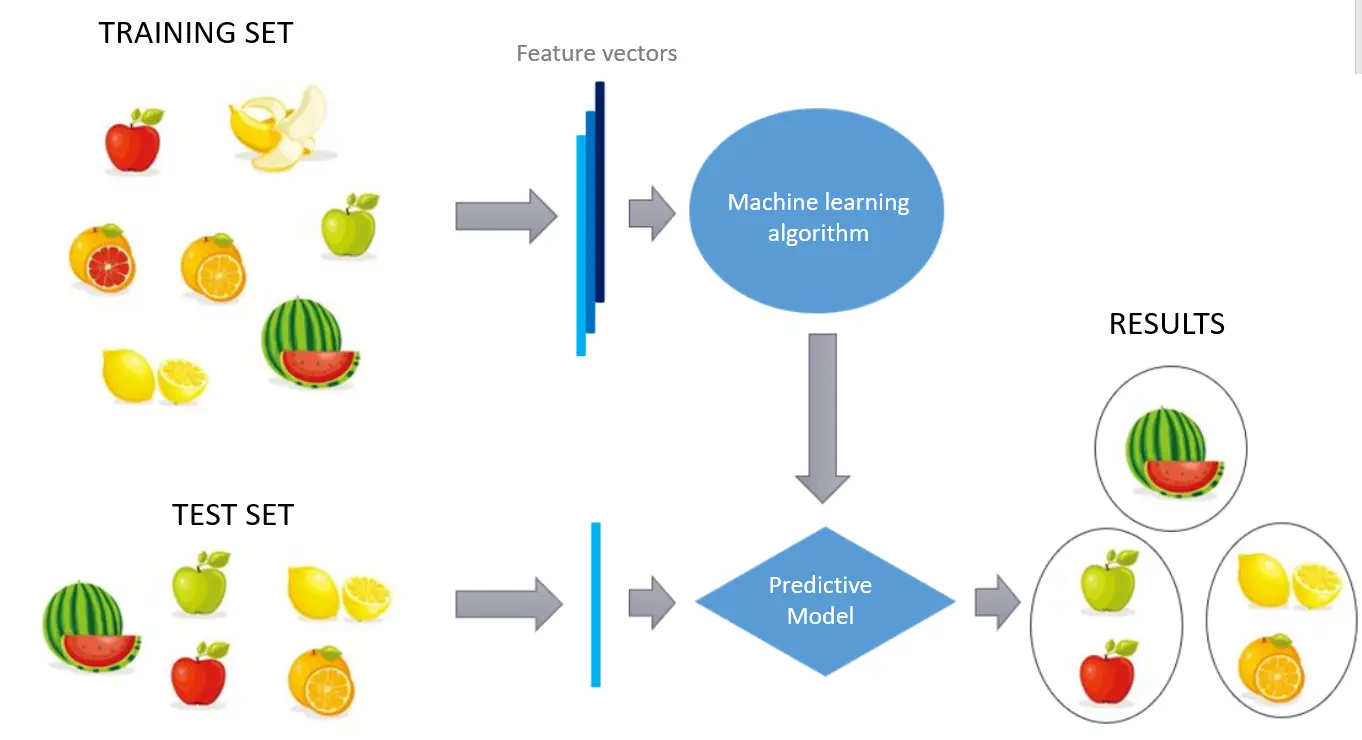 TRAINING SET
Feature vectors
Machine learning
algorithm
RESULTS
TEST SET
Predictive
Model